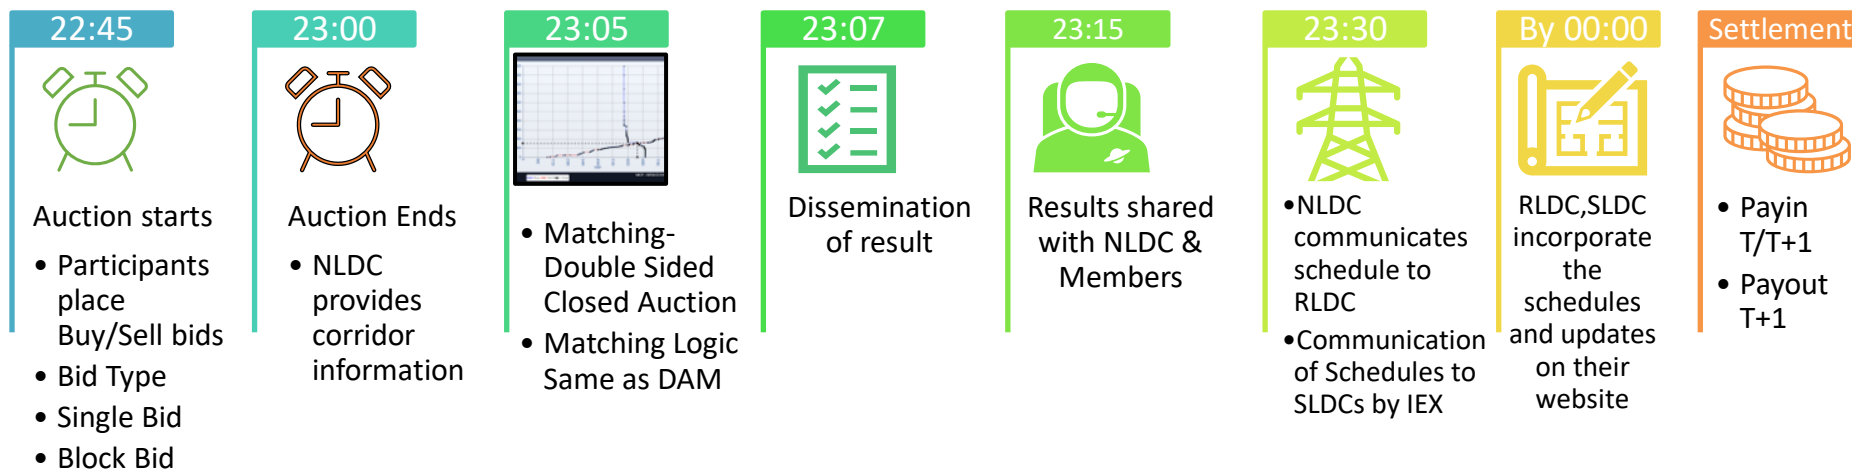 22:45
Auction starts
• Participants
place
Buy/Sell bids
• Bid Type
• Single Bid
• Block Bid
23:00
Auction Ends
• NLDC
provides
corridor
information
23:05
• Matching-
Double Sided
Closed Auction
• Matching Logic
Same as DAM
23:07
Dissemination
of result
23:15
Results shared
with NLDC &
Members
23:30
•NLDC
communicates
schedule to
RLDC
•Communication
of Schedules to
SLDCs by IEX
By 00:00
RLDC,SLDC
incorporate
the
schedules
and updates
on their
website
Settlement
• Payin
T/T+1
• Payout
T+1